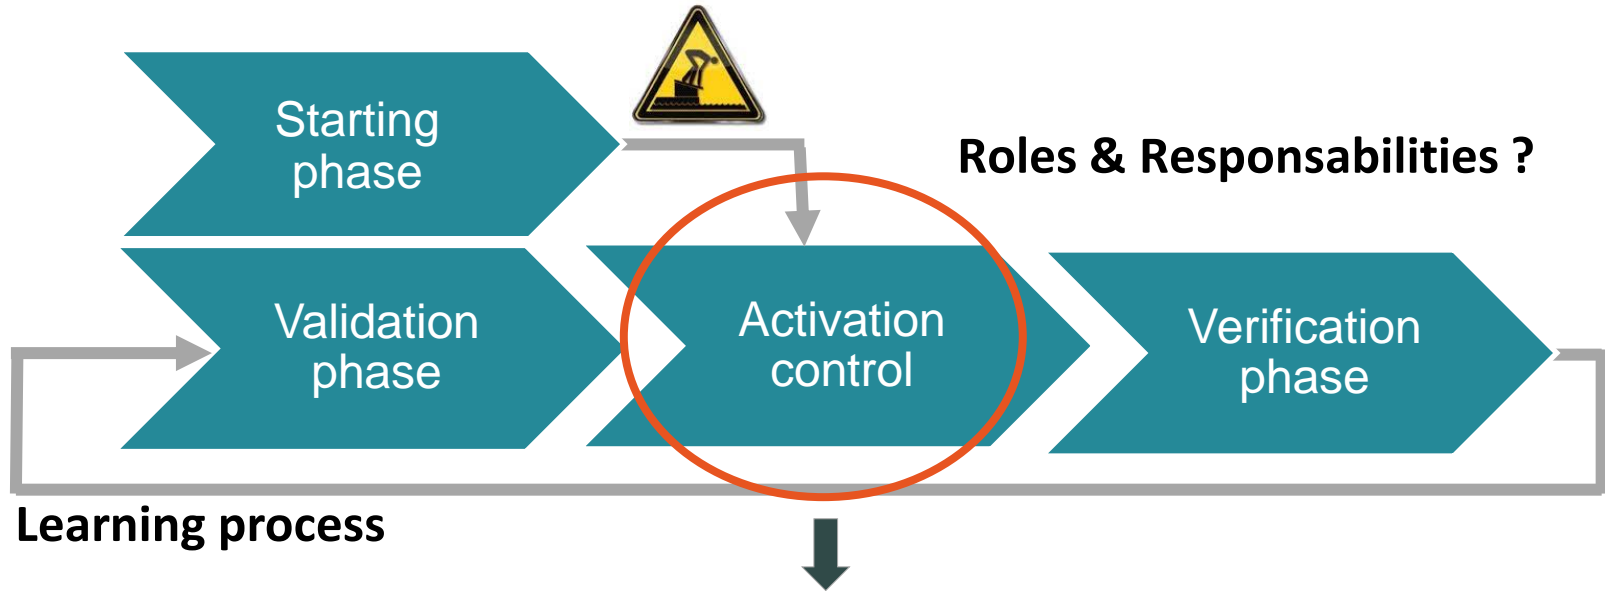 Starting
phase
Roles & Responsabilities ?
Validation
phase
Activation
control
Verification
phase
Learning process